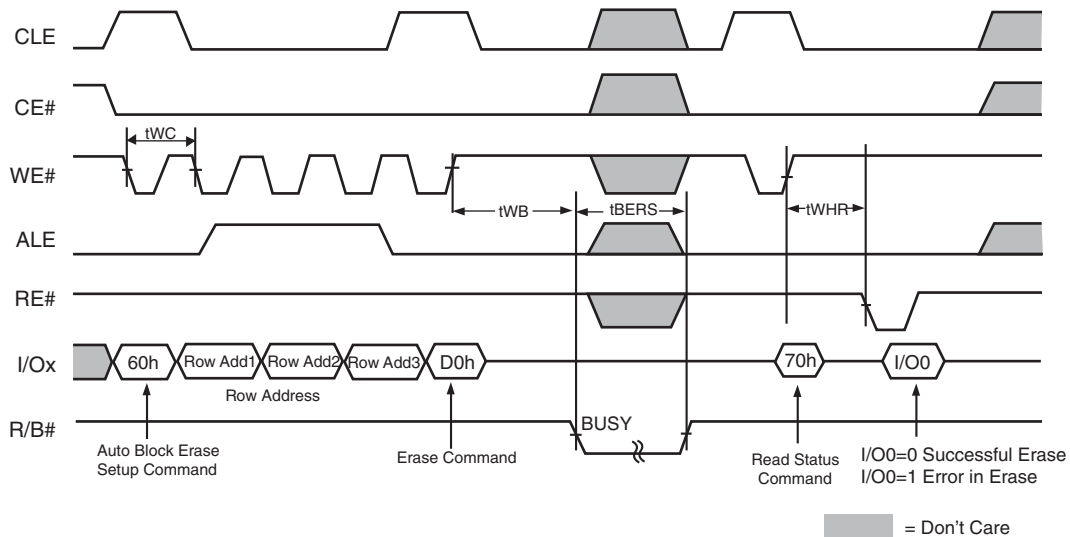 CLE
CE#
tWC
WE#
tWB
tBERS
tWHR
ALE
RE#
I/Ox
60h
Row Add1
Row Add2
Row Add3
D0h
70h
I/O0
Row Address
R/B#
BUSY
Auto Block Erase
Setup Command
Erase Command
Read Status
Command
I/O0=0 Successful Erase
I/O0=1 Error in Erase
= Don't Care